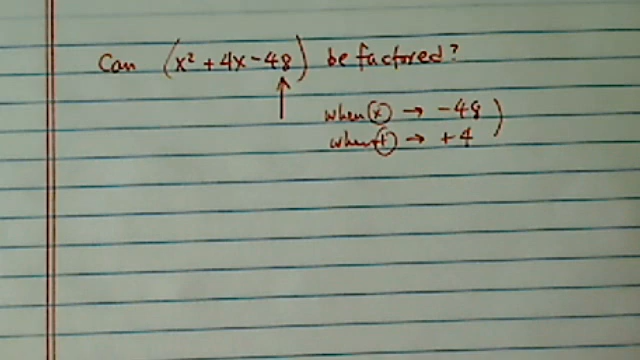 Can (x² + 4x - 48) be factored?
when (x) → - 48
when (+) → + 4